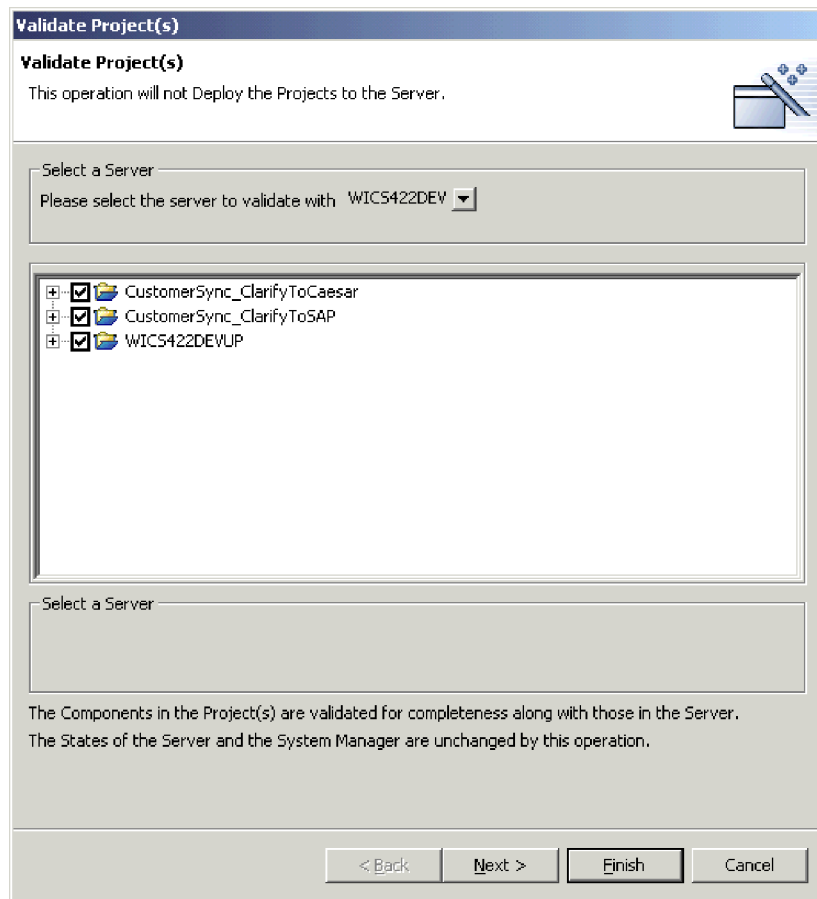 Validate Project(s)
Validate Project(s)
This operation will not Deploy the Projects to the Server.
Select a Server
Please select the server to validate with WICS422DEV
CustomerSync_ClarifyToCaesar
CustomerSync_ClarifyToSAP
WICS422DEVUP
Select a Server
The Components in the Project(s) are validated for completeness along with those in the Server.
The States of the Server and the System Manager are unchanged by this operation.
< Back Next > Finish Cancel